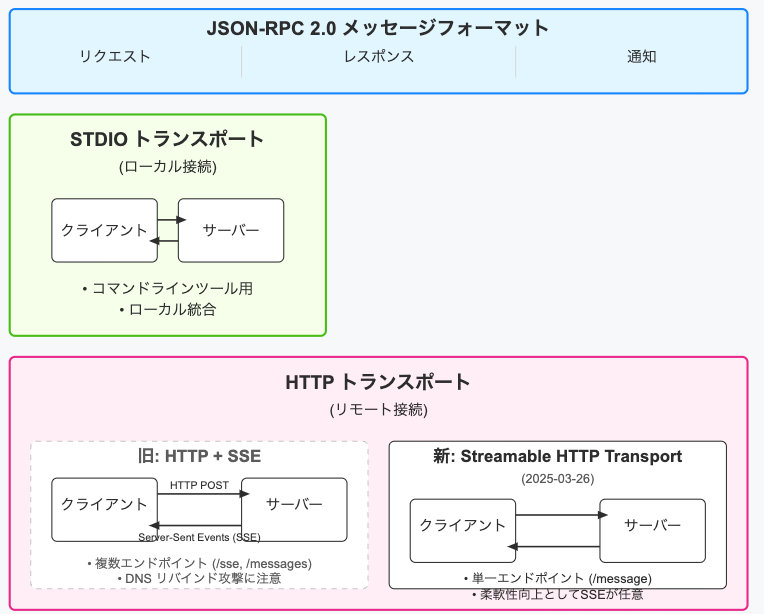 JSON-RPC 2.0 メッセージフォーマット
リクエスト
レスポンス
通知
STDIO トランスポート
(ローカル接続)
クライアント
サーバー
• コマンドラインツール用
• ローカル統合
HTTP トランスポート
(リモート接続)
旧: HTTP + SSE
クライアント
HTTP POST
サーバー
Server-Sent Events (SSE)
• 複数エンドポイント (/sse, /messages)
• DNS リバインド攻撃に注意
新: Streamable HTTP Transport
(2025-03-26)
クライアント
サーバー
• 単一エンドポイント (/message)
• 柔軟性向上としてSSEが任意